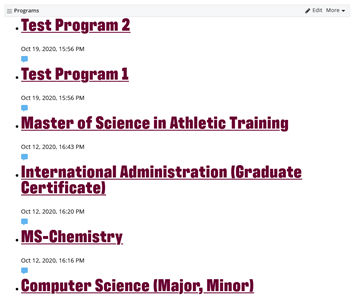 Programs Edit More
Test Program 2
Oct 19, 2020, 15:56 PM
Test Program 1
Oct 19, 2020, 15:56 PM
Master of Science in Athletic Training
Oct 12, 2020, 16:43 PM
International Administration (Graduate
Certificate)
Oct 12, 2020, 16:20 PM
MS-Chemistry
Oct 12, 2020, 16:16 PM
Computer Science (Major, Minor)